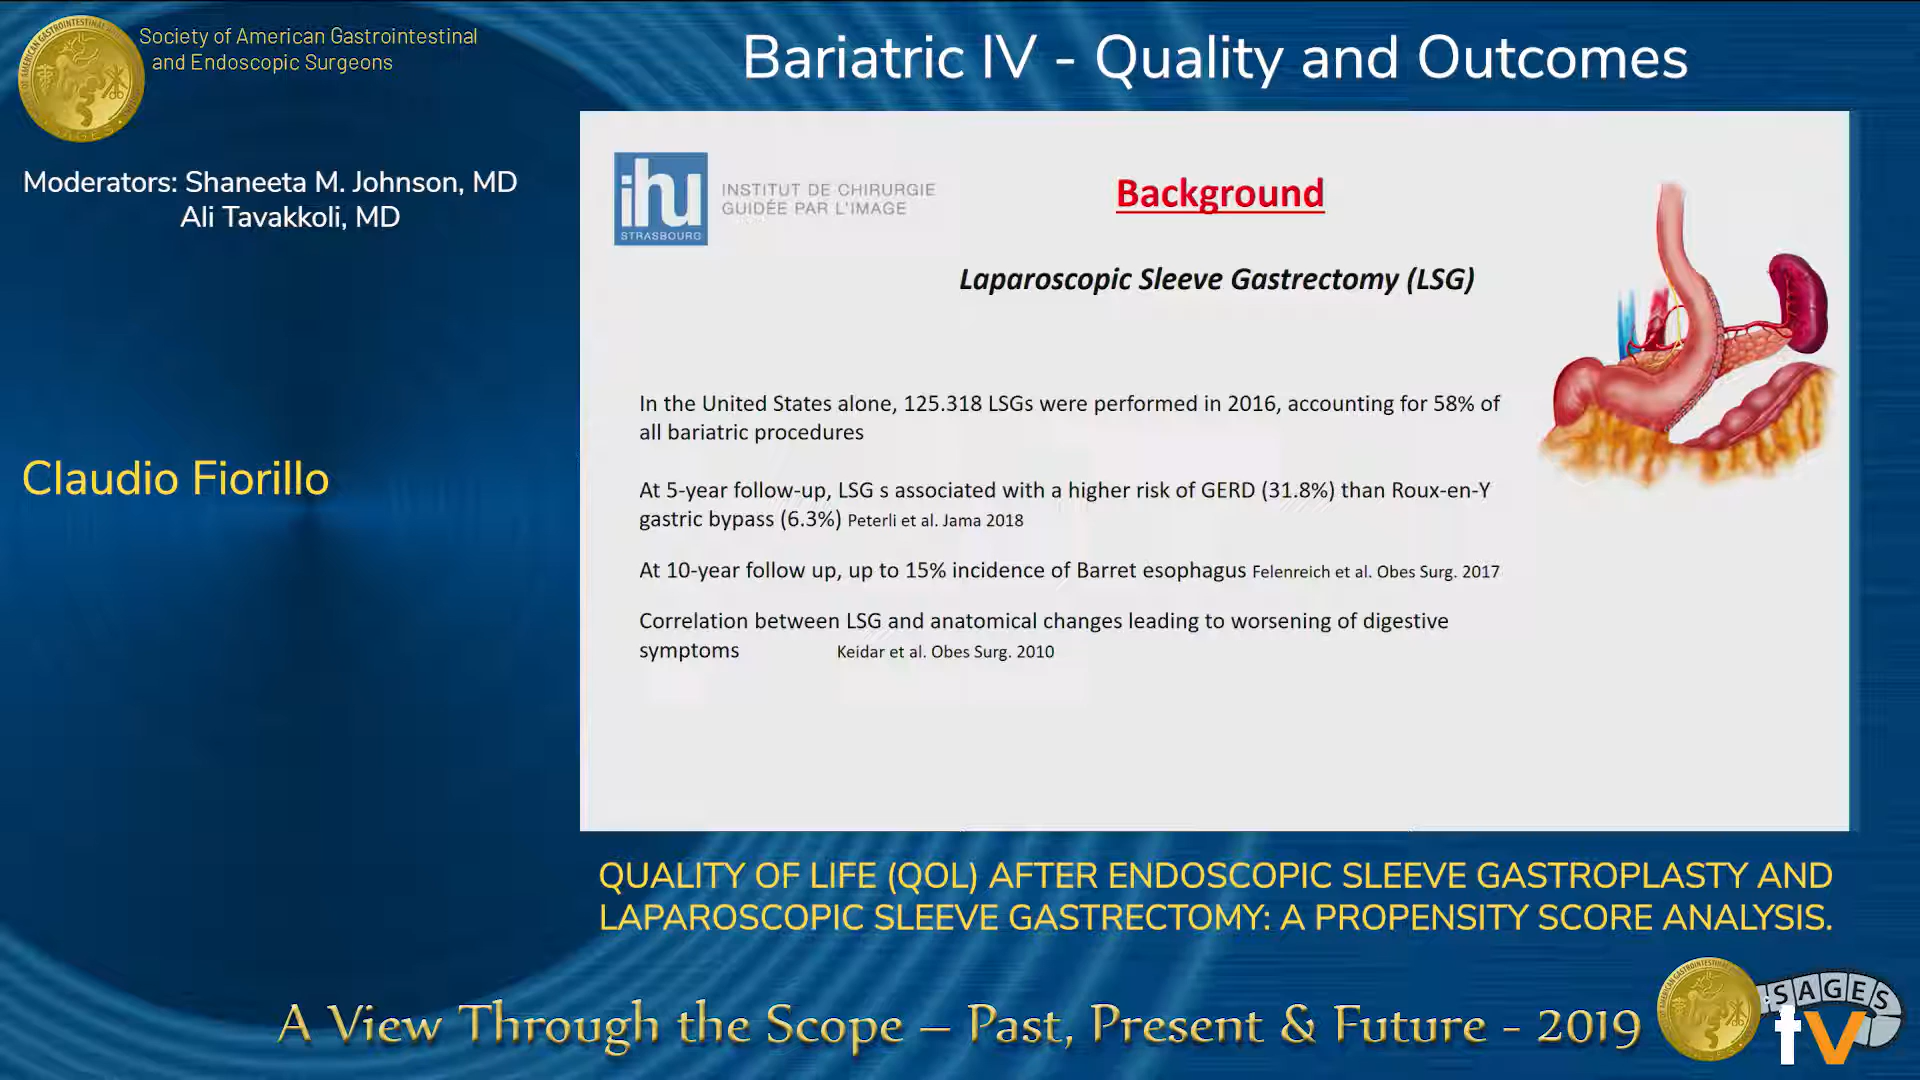 Society of American Gastrointestinal
and Endoscopic Surgeons
Bariatric IV - Quality and Outcomes
Moderators: Shaneeta M. Johnson, MD
Ali Tavakkoli, MD
Claudio Fiorillo
ihu
STRASBOURG
INSTITUT DE CHIRURGIE
GUIDÉE PAR L'IMAGE
Background
Laparoscopic Sleeve Gastrectomy (LSG)
In the United States alone, 125.318 LSGs were performed in 2016, accounting for 58% of
all bariatric procedures
At 5-year follow-up, LSG s associated with a higher risk of GERD (31.8%) than Roux-en-Y
gastric bypass (6.3%) Peterli et al. Jama 2018
At 10-year follow up, up to 15% incidence of Barret esophagus Felenreich et al. Obes Surg. 2017
Correlation between LSG and anatomical changes leading to worsening of digestive
symptoms Keidar et al. Obes Surg. 2010
QUALITY OF LIFE (QOL) AFTER ENDOSCOPIC SLEEVE GASTROPLASTY AND
LAPAROSCOPIC SLEEVE GASTRECTOMY: A PROPENSITY SCORE ANALYSIS.
A View Through the Scope – Past, Present & Future - 2019
SAGES
tv